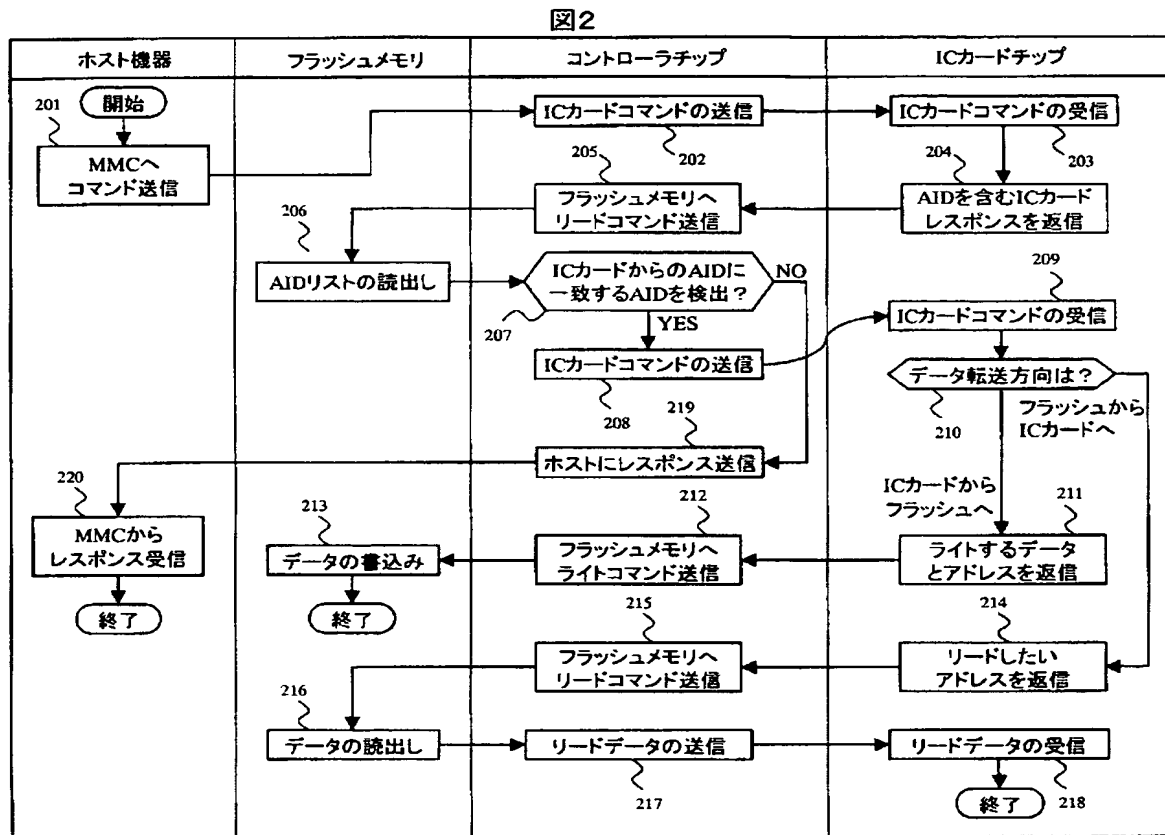 図2
ホスト機器
フラッシュメモリ
コントローラチップ
ICカードチップ
201
開始
MMCへ
コマンド送信
ICカードコマンドの送信
202
ICカードコマンドの受信
203
204
AIDを含むICカード
レスポンスを返信
205
フラッシュメモリへ
リードコマンド送信
206
AIDリストの読出し
ICカードからのAIDに
一致するAIDを検出？
NO
207
YES
ICカードコマンドの送信
208
209
ICカードコマンドの受信
データ転送方向は？
210
フラッシュから
ICカードへ
ICカードから
フラッシュへ
219
ホストにレスポンス送信
220
MMCから
レスポンス受信
終了
211
ライトするデータ
とアドレスを返信
212
フラッシュメモリへ
ライトコマンド送信
213
データの書込み
終了
214
リードしたい
アドレスを返信
215
フラッシュメモリへ
リードコマンド送信
216
データの読出し
リードデータの送信
217
リードデータの受信
218
終了